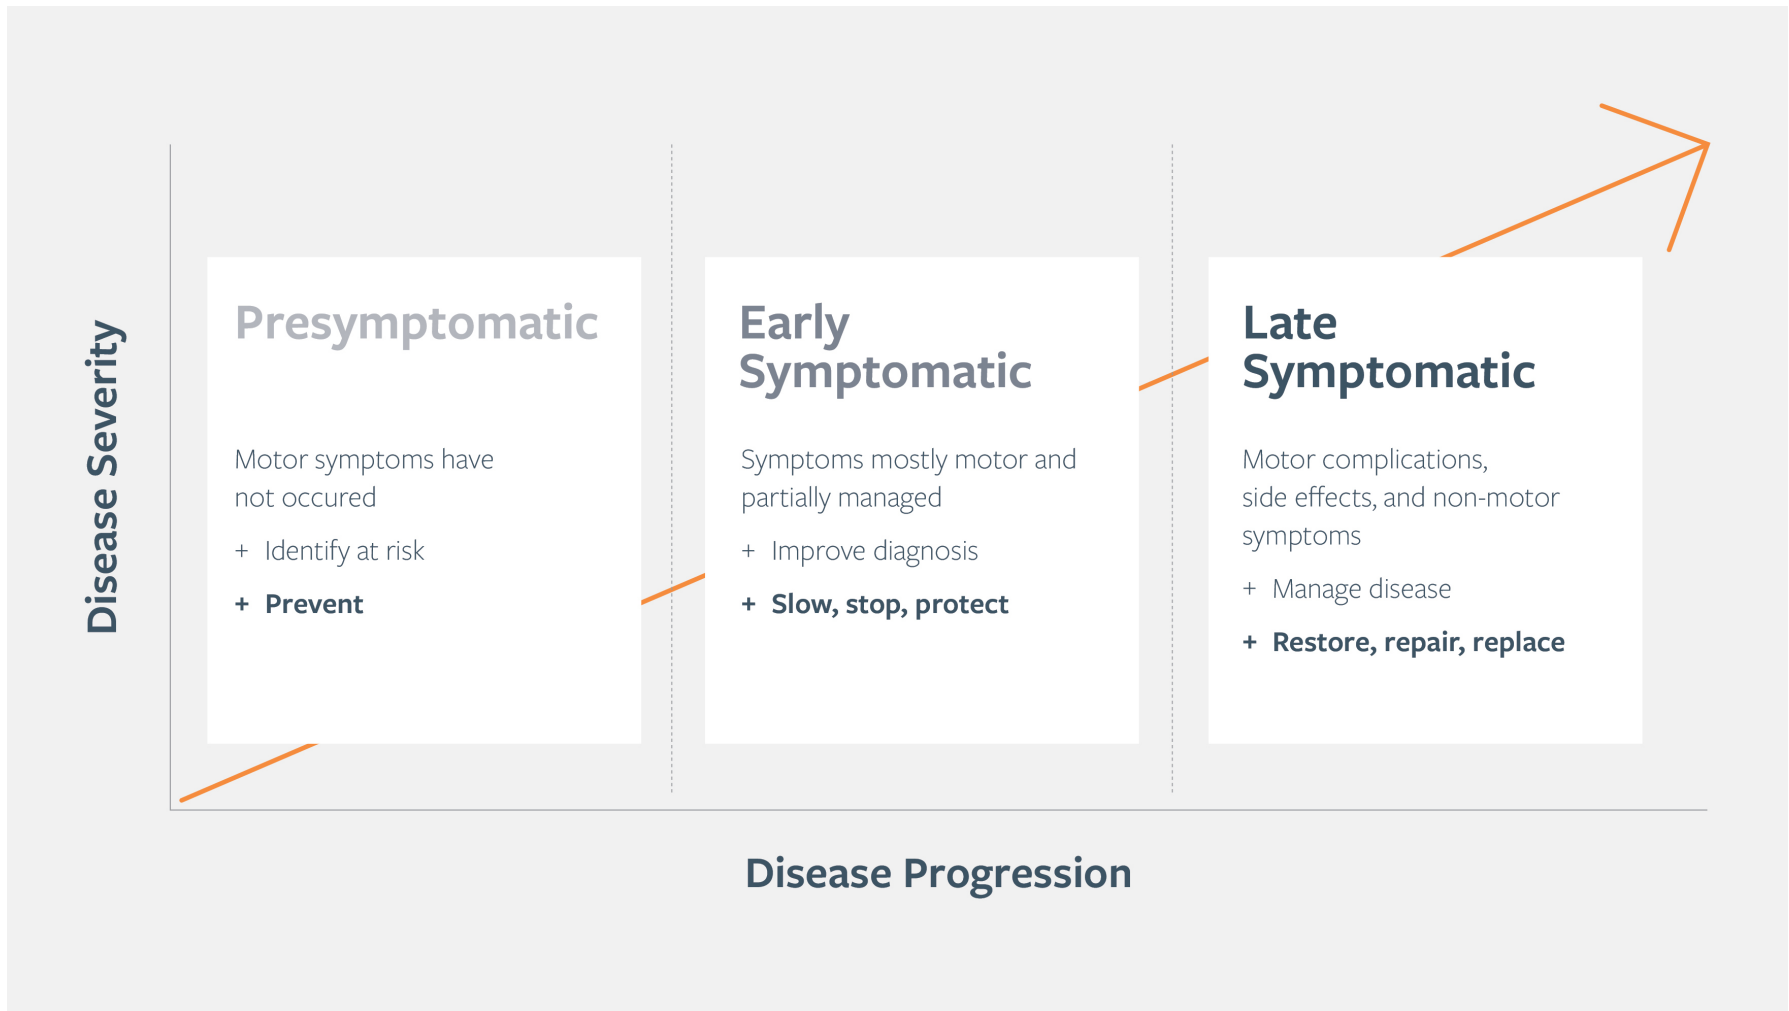 Disease Severity
Presymptomatic
Motor symptoms have
not occured
+ Identify at risk
+ Prevent
Early
Symptomatic
Symptoms mostly motor and
partially managed
+ Improve diagnosis
+ Slow, stop, protect
Late
Symptomatic
Motor complications,
side effects, and non-motor
symptoms
+ Manage disease
+ Restore, repair, replace
Disease Progression